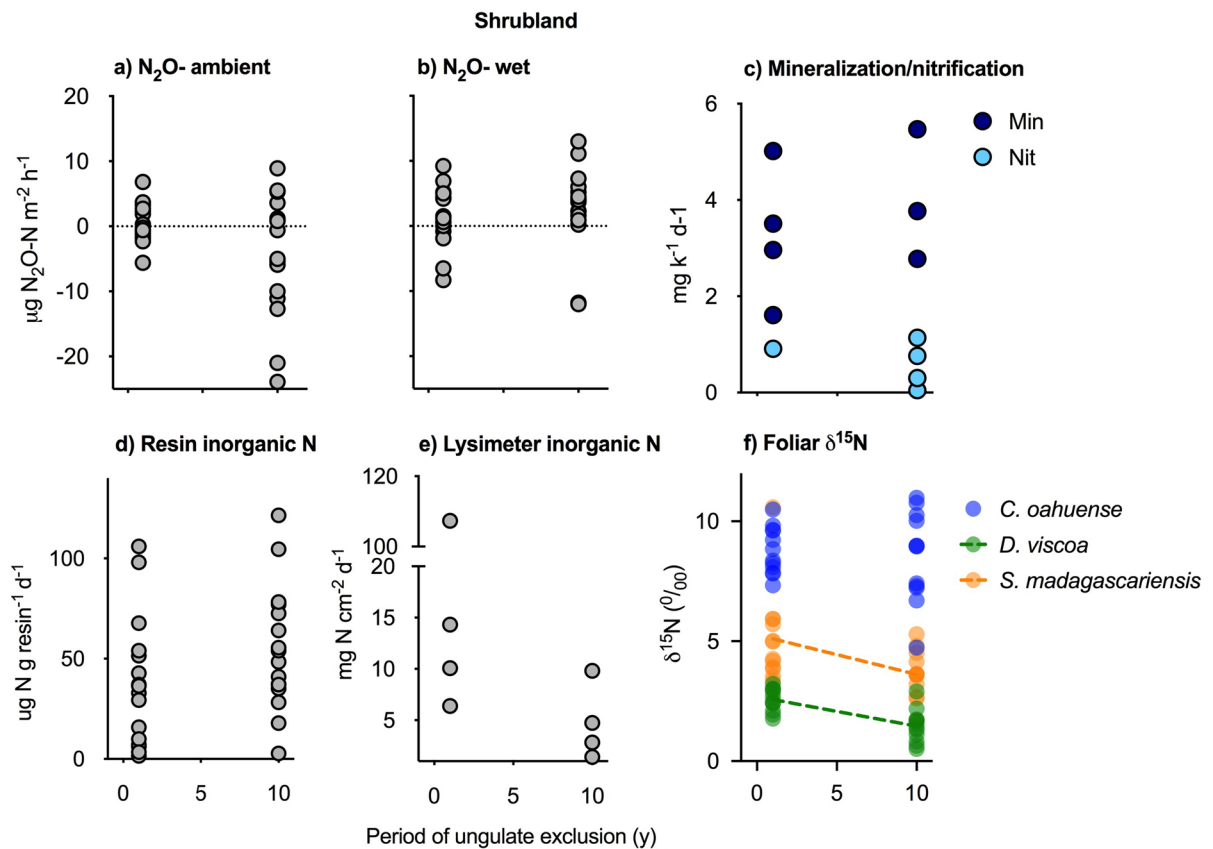 Shrubland
a) N₂O- ambient
b) N₂O- wet
c) Mineralization/nitrification
μg N₂O-N m⁻² h⁻¹
20
10
0
-10
-20
mg k⁻¹ d-1
6
4
2
0
Min
Nit
d) Resin inorganic N
e) Lysimeter inorganic N
f) Foliar δ¹⁵N
ug N g resin⁻¹ d⁻¹
100
50
0
0 5 10
mg N cm⁻² d⁻¹
120
100
20
15
10
5
0 5 10
δ¹⁵N (⁰/₀₀)
10
5
0
0 5 10
C. oahuense
D. viscoa
S. madagascariensis
Period of ungulate exclusion (y)